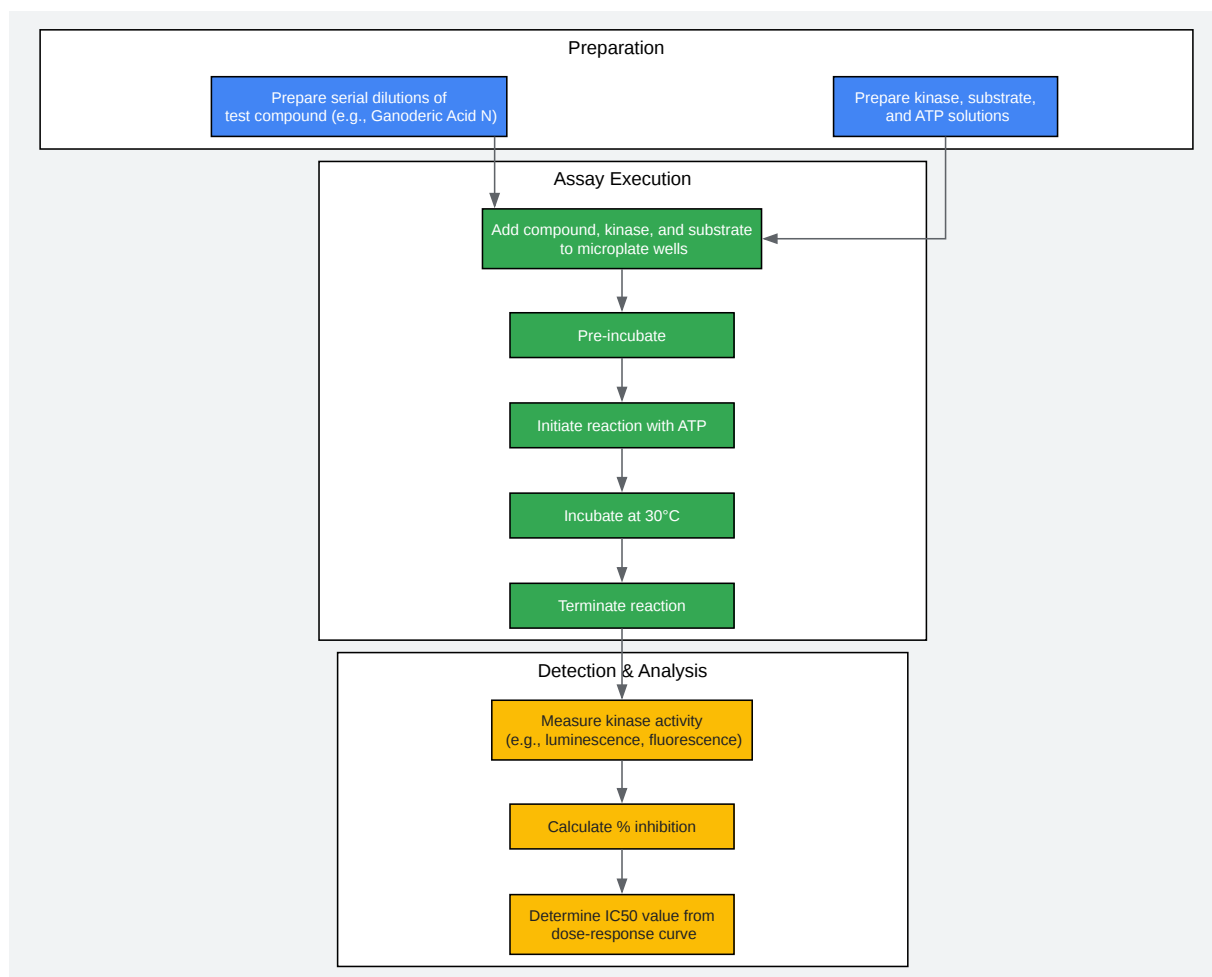 Preparation
Prepare serial dilutions of
test compound (e.g., Ganoderic Acid N)
Prepare kinase, substrate,
and ATP solutions
Assay Execution
Add compound, kinase, and substrate
to microplate wells
Pre-incubate
Initiate reaction with ATP
Incubate at 30°C
Terminate reaction
Detection & Analysis
Measure kinase activity
(e.g., luminescence, fluorescence)
Calculate % inhibition
Determine IC50 value from
dose-response curve